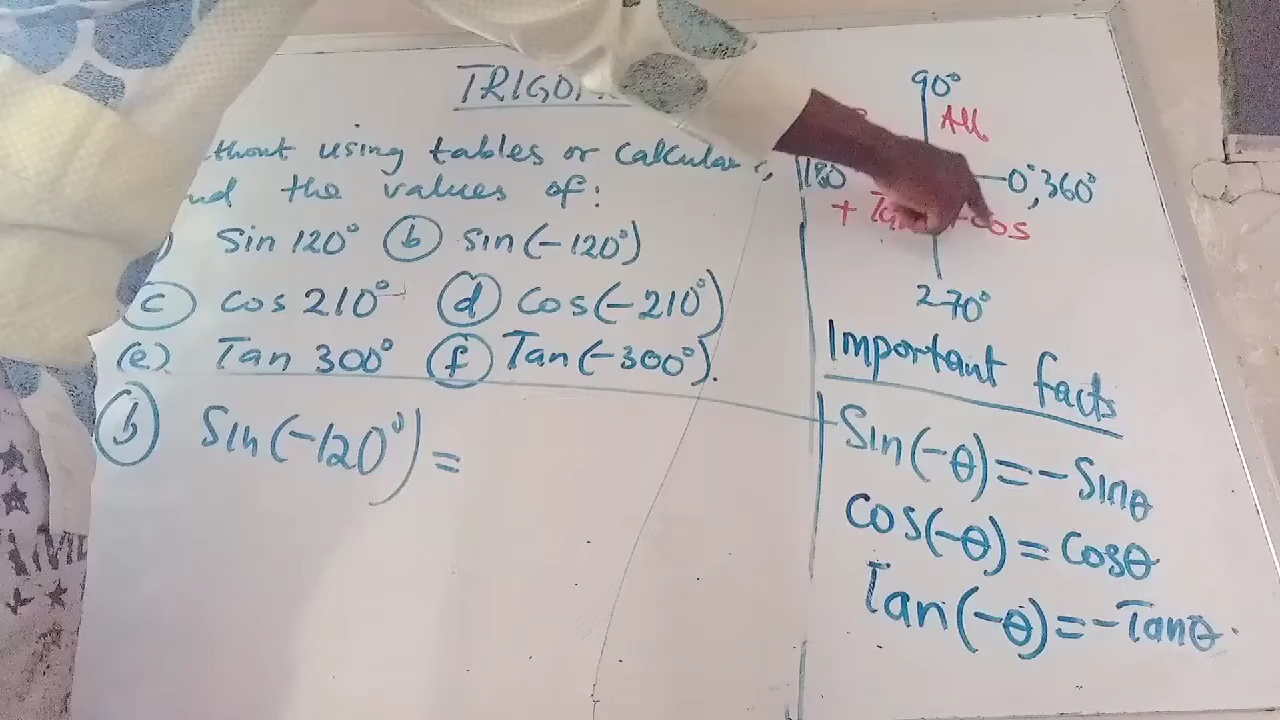 TRIGO
thout using tables or calcula
nd the values of:
) Sin 120° (b) sin(-120°)
(c) cos 210° (d) cos(-210°)
(e) Tan 300° (f) Tan(-300°).
(b) Sin(-120°) =
90°
All
180 0°, 360°
+ cos
270°
Important facts
Sin(-θ) = - Sinθ
cos(-θ) = cosθ
Tan(-θ) = - Tanθ.